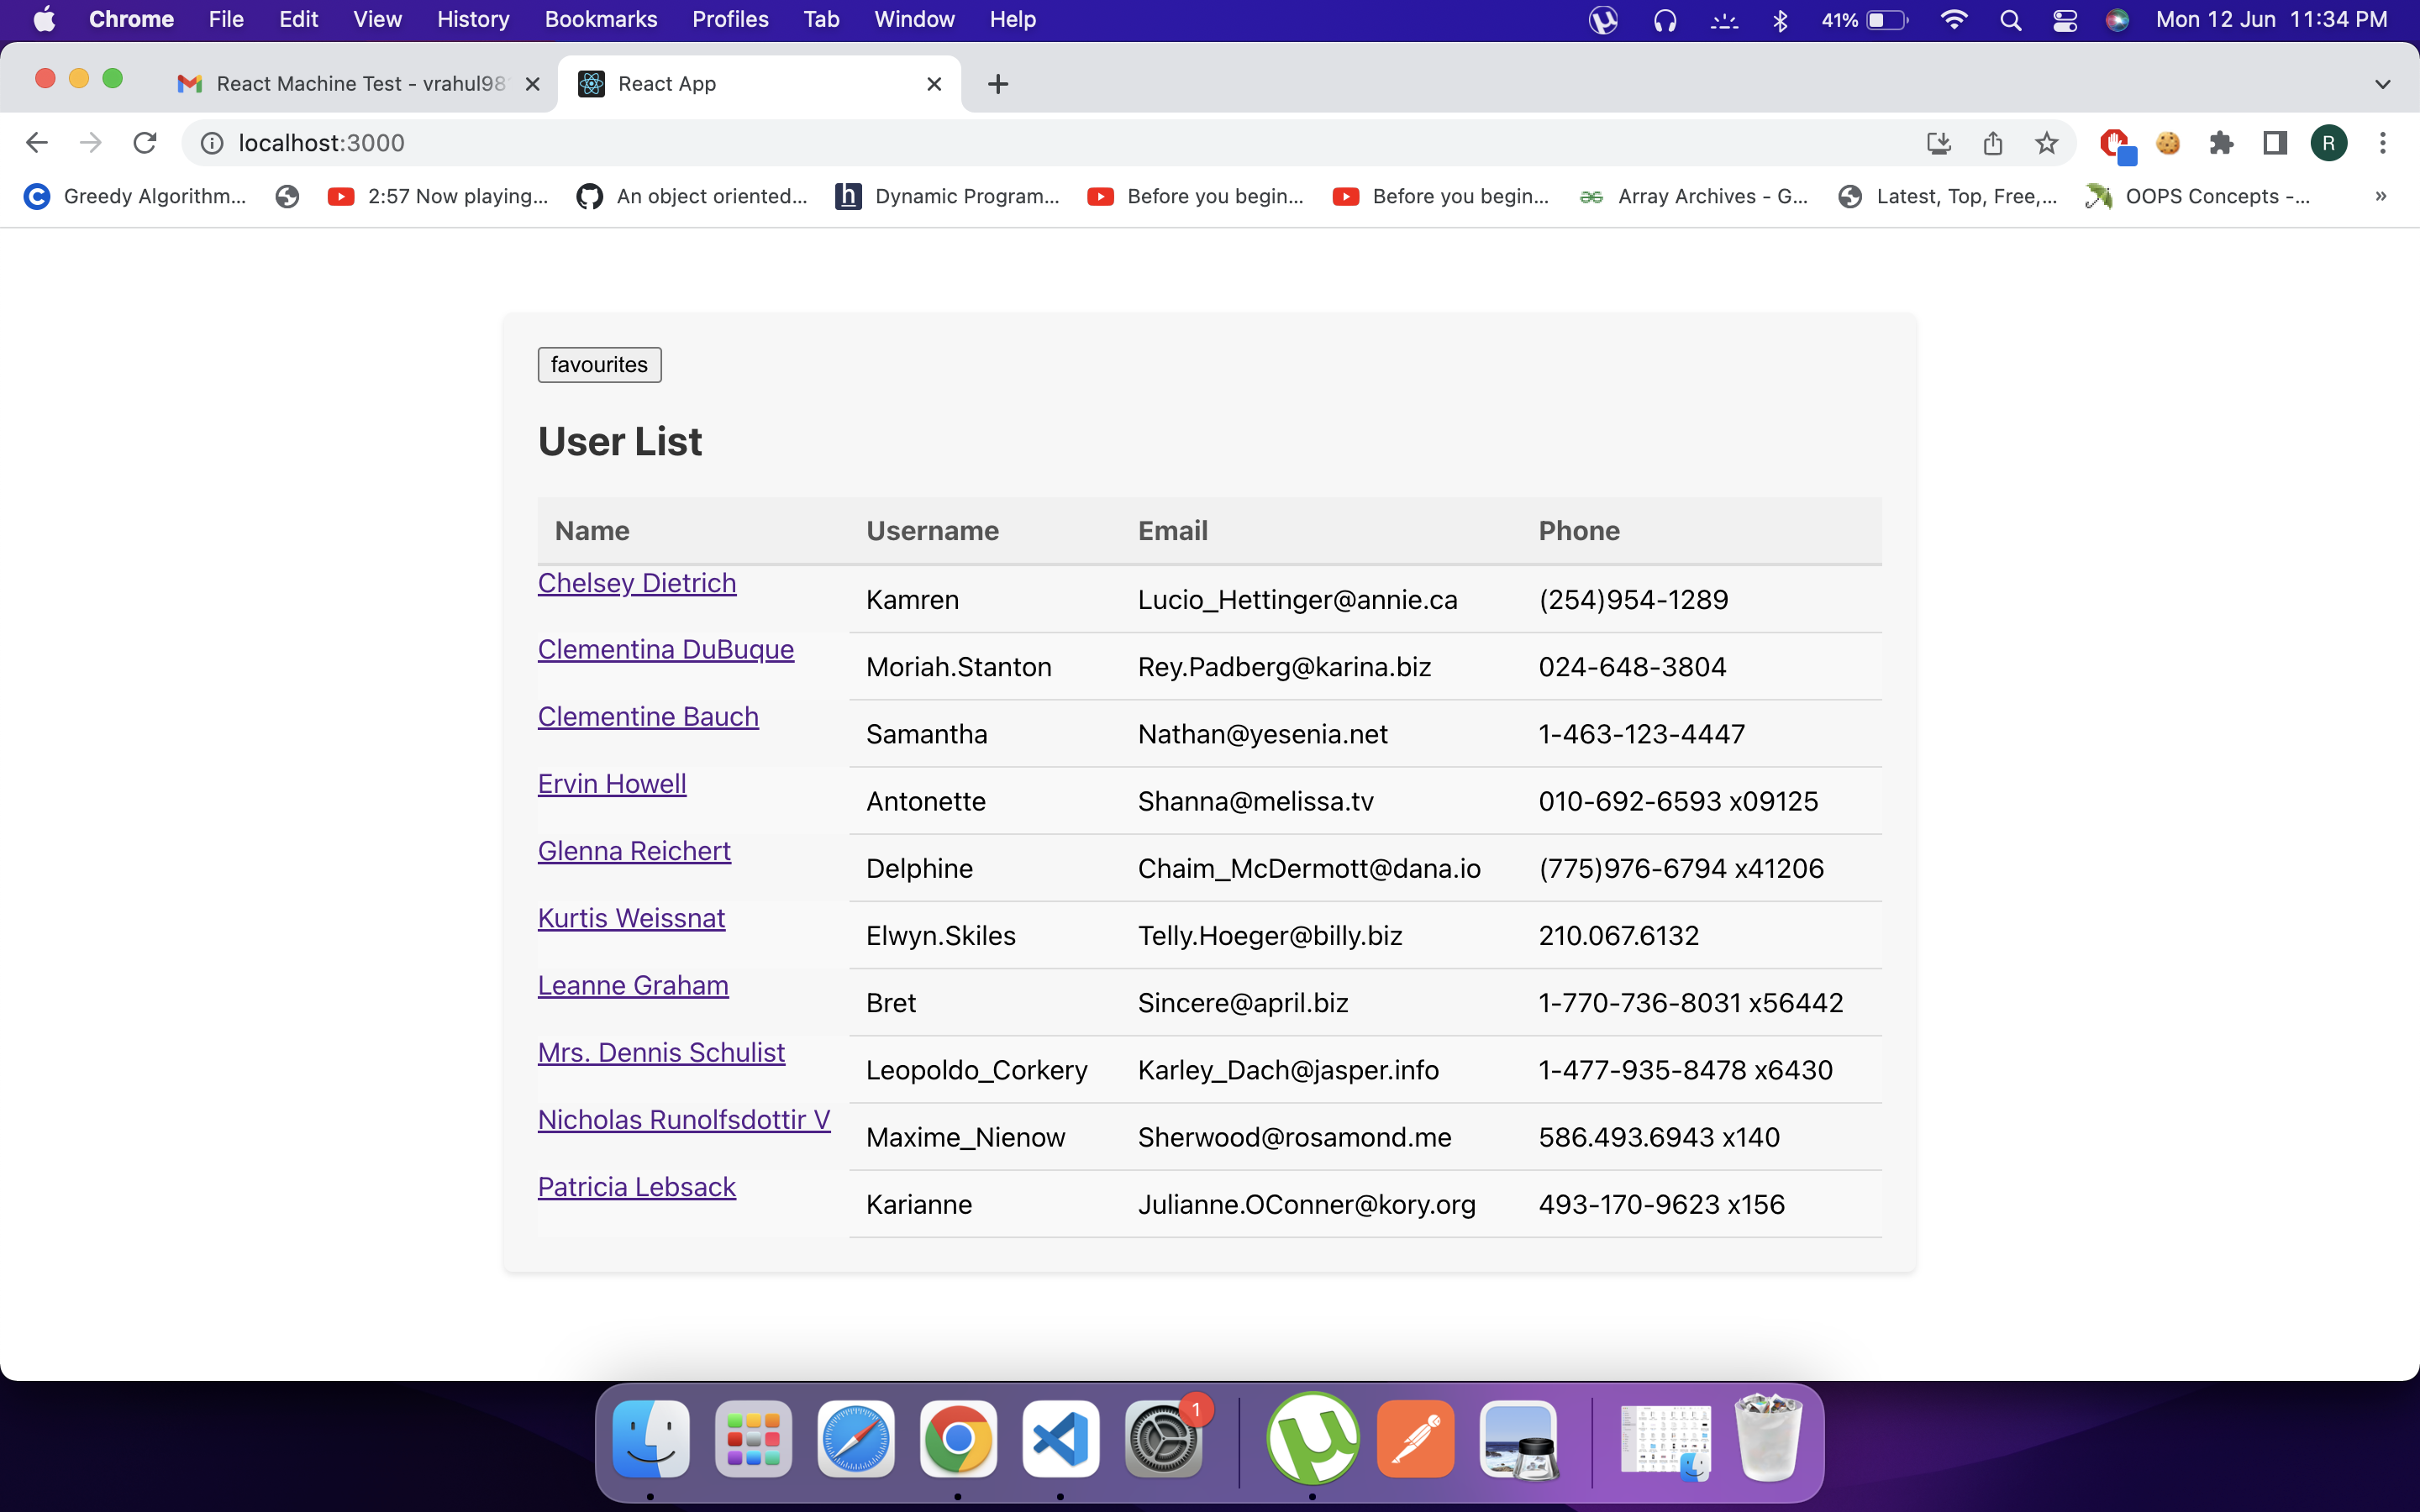 Chrome File Edit View History Bookmarks Profiles Tab Window Help 41% Mon 12 Jun 11:34 PM
React Machine Test - vrahul98 React App
localhost:3000 R
Greedy Algorithm... 2:57 Now playing... An object oriented... h Dynamic Program... Before you begin... Before you begin... Array Archives - G... Latest, Top, Free,... OOPS Concepts -... »
favourites
User List
Name Username Email Phone
Chelsey Dietrich Kamren Lucio_Hettinger@annie.ca (254)954-1289
Clementina DuBuque Moriah.Stanton Rey.Padberg@karina.biz 024-648-3804
Clementine Bauch Samantha Nathan@yesenia.net 1-463-123-4447
Ervin Howell Antonette Shanna@melissa.tv 010-692-6593 x09125
Glenna Reichert Delphine Chaim_McDermott@dana.io (775)976-6794 x41206
Kurtis Weissnat Elwyn.Skiles Telly.Hoeger@billy.biz 210.067.6132
Leanne Graham Bret Sincere@april.biz 1-770-736-8031 x56442
Mrs. Dennis Schulist Leopoldo_Corkery Karley_Dach@jasper.info 1-477-935-8478 x6430
Nicholas Runolfsdottir V Maxime_Nienow Sherwood@rosamond.me 586.493.6943 x140
Patricia Lebsack Karianne Julianne.OConner@kory.org 493-170-9623 x156
1